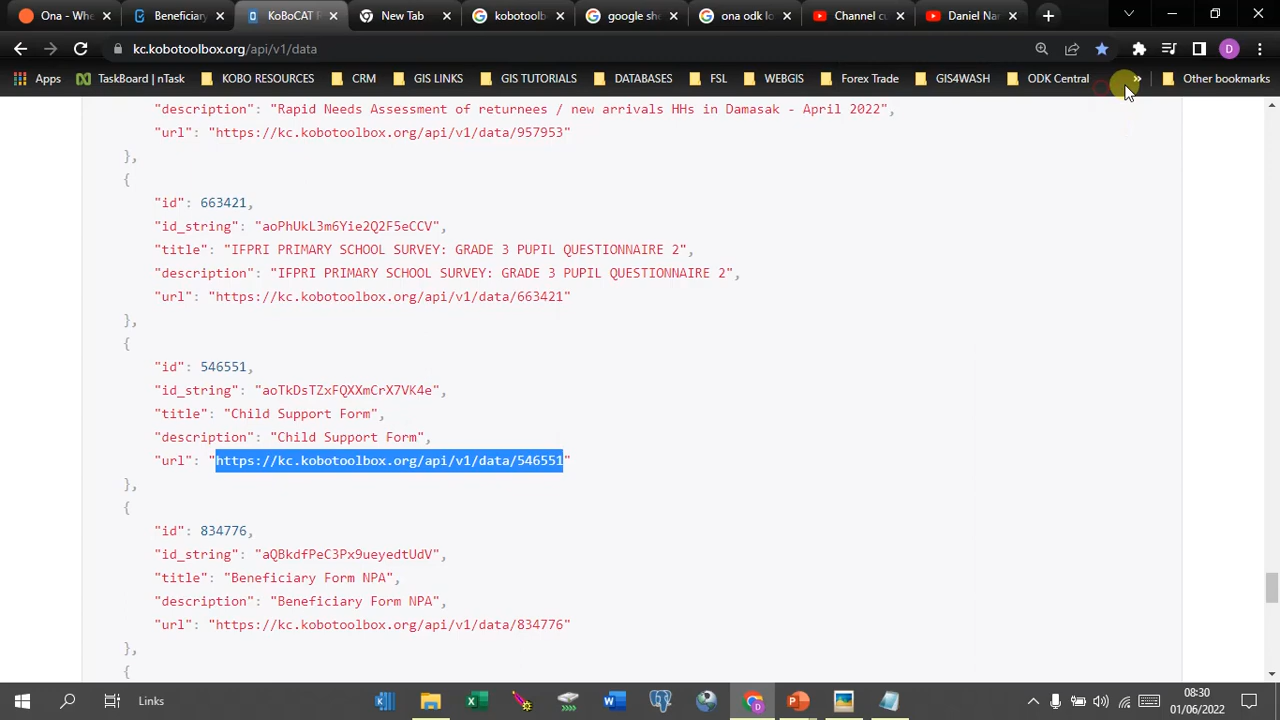 Ona - Whe
Beneficiary
KoBoCAT F
New Tab
kobotoolb
google she
ona odk lo
Channel cu
Daniel Nan
kc.kobotoolbox.org/api/v1/data
D
Apps
TaskBoard | nTask
KOBO RESOURCES
CRM
GIS LINKS
GIS TUTORIALS
DATABASES
FSL
WEBGIS
Forex Trade
GIS4WASH
ODK Central
»
Other bookmarks
"description": "Rapid Needs Assessment of returnees / new arrivals HHs in Damasak - April 2022",
"url": "https://kc.kobotoolbox.org/api/v1/data/957953"
},
{
"id": 663421,
"id_string": "aoPhUkL3m6Yie2Q2F5eCCV",
"title": "IFPRI PRIMARY SCHOOL SURVEY: GRADE 3 PUPIL QUESTIONNAIRE 2",
"description": "IFPRI PRIMARY SCHOOL SURVEY: GRADE 3 PUPIL QUESTIONNAIRE 2",
"url": "https://kc.kobotoolbox.org/api/v1/data/663421"
},
{
"id": 546551,
"id_string": "aoTkDsTZxFQXXmCrX7VK4e",
"title": "Child Support Form",
"description": "Child Support Form",
"url": "https://kc.kobotoolbox.org/api/v1/data/546551"
},
{
"id": 834776,
"id_string": "aQBkdfPeC3Px9ueyedtUdV",
"title": "Beneficiary Form NPA",
"description": "Beneficiary Form NPA",
"url": "https://kc.kobotoolbox.org/api/v1/data/834776"
},
{
Links
08:30
01/06/2022